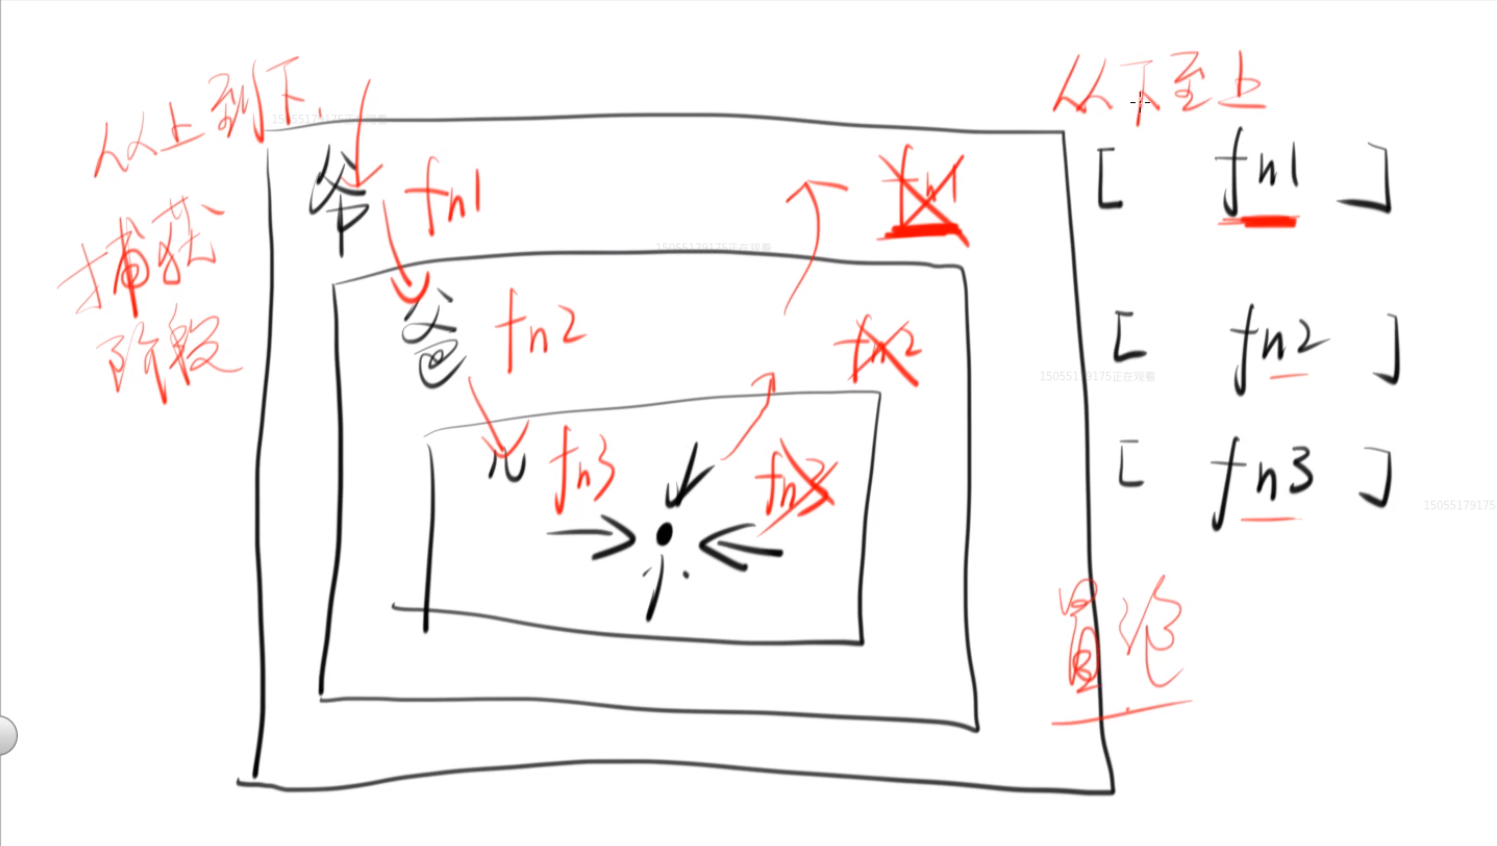 从上到下
从下至上
15055179175正在观看
爷 fn1
fn1
[ fn1 ]
捕获
阶段
15055179175正在观看
爸 fn2
fn2
[ fn2 ]
15055179175正在观看
儿 fn3
fn3
[ fn3 ]
15055179175
冒泡